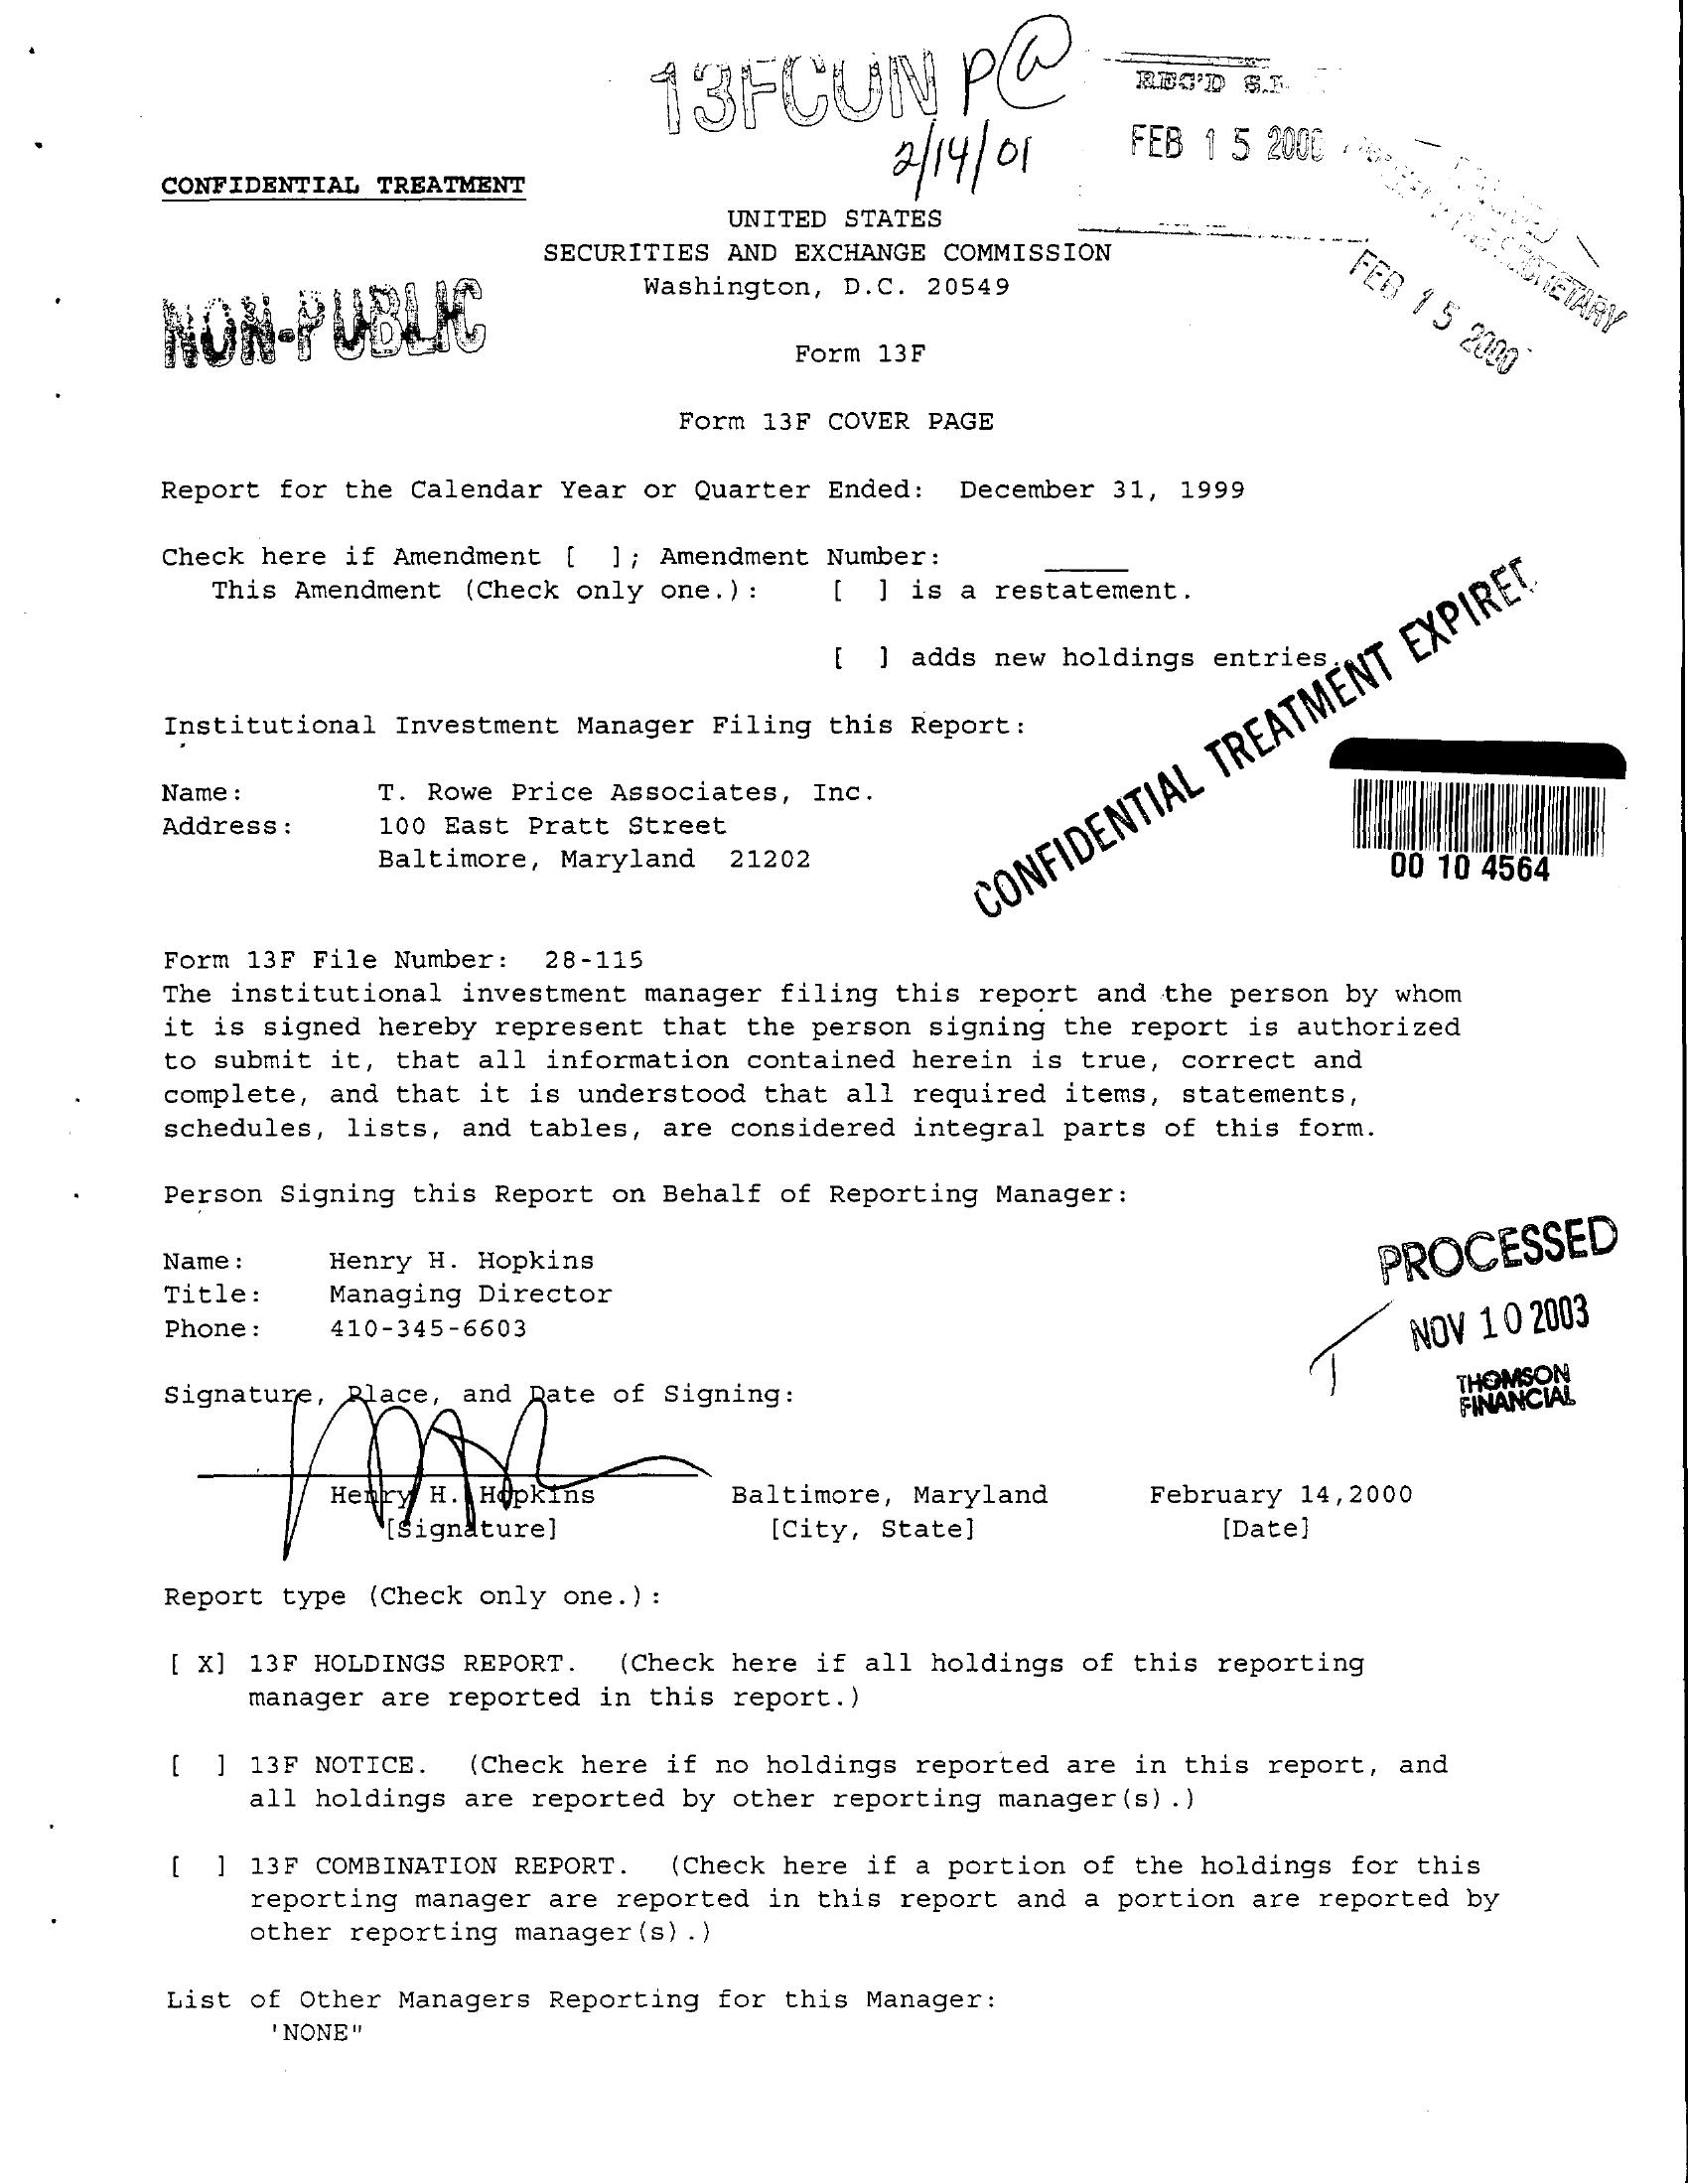 13FCON P@
2/14/01
REC'D S.E.
FEB 15 2000
CONFIDENTIAL TREATMENT
UNITED STATES
SECURITIES AND EXCHANGE COMMISSION
Washington, D.C. 20549
SECRETARY
FEB 15 2000
NON-PUBLIC
Form 13F
Form 13F COVER PAGE
Report for the Calendar Year or Quarter Ended: December 31, 1999
Check here if Amendment [ ]; Amendment Number:
This Amendment (Check only one.): [ ] is a restatement.
[ ] adds new holdings entries.
CONFIDENTIAL TREATMENT EXPIRED
Institutional Investment Manager Filing this Report:
Name: T. Rowe Price Associates, Inc.
Address: 100 East Pratt Street
Baltimore, Maryland 21202
00 10 4564
Form 13F File Number: 28-115
The institutional investment manager filing this report and the person by whom
it is signed hereby represent that the person signing the report is authorized
to submit it, that all information contained herein is true, correct and
complete, and that it is understood that all required items, statements,
schedules, lists, and tables, are considered integral parts of this form.
Person Signing this Report on Behalf of Reporting Manager:
Name: Henry H. Hopkins
Title: Managing Director
Phone: 410-345-6603
PROCESSED
NOV 10 2003
THOMSON
FINANCIAL
Signature, Place, and Date of Signing:
Henry H. Hopkins Baltimore, Maryland February 14,2000
[Signature] [City, State] [Date]
Report type (Check only one.):
[ X] 13F HOLDINGS REPORT. (Check here if all holdings of this reporting
manager are reported in this report.)
[ ] 13F NOTICE. (Check here if no holdings reported are in this report, and
all holdings are reported by other reporting manager(s).)
[ ] 13F COMBINATION REPORT. (Check here if a portion of the holdings for this
reporting manager are reported in this report and a portion are reported by
other reporting manager(s).)
List of Other Managers Reporting for this Manager:
'NONE"